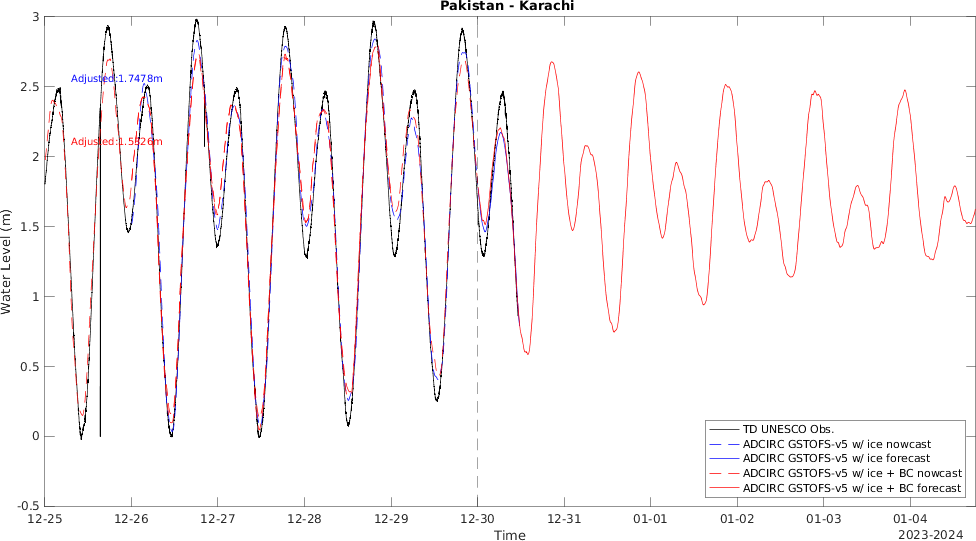 Pakistan - Karachi
3
2.5
2
1.5
1
0.5
0
-0.5
Water Level (m)
Adjusted:1.7478m
Adjusted:1.5526m
TD UNESCO Obs.
ADCIRC GSTOFS-v5 w/ ice nowcast
ADCIRC GSTOFS-v5 w/ ice forecast
ADCIRC GSTOFS-v5 w/ ice + BC nowcast
ADCIRC GSTOFS-v5 w/ ice + BC forecast
12-25 12-26 12-27 12-28 12-29 12-30 12-31 01-01 01-02 01-03 01-04
Time
2023-2024